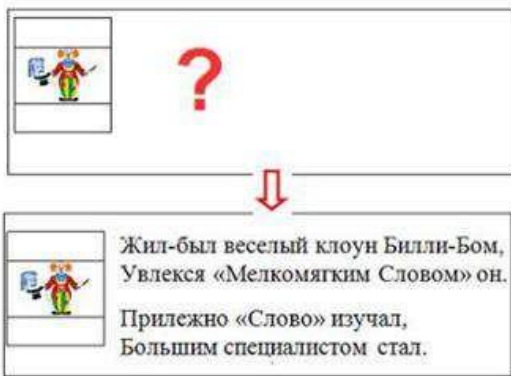 ?
Жил-был веселый клоун Билли-Бом,
Увлекся «Мелкомягким Словом» он.
Прилежно «Слово» изучал,
Большим специалистом стал.